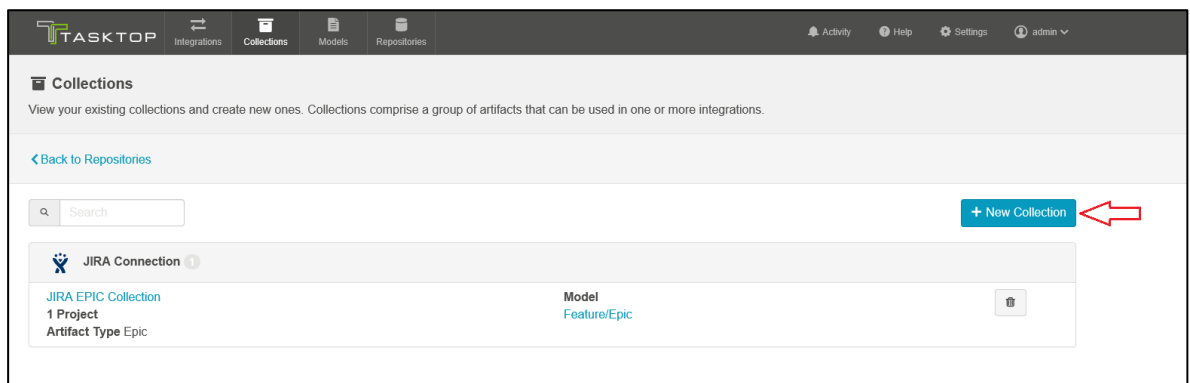 TASKTOP
Integrations Collections Models Repositories Activity Help Settings admin
Collections
View your existing collections and create new ones. Collections comprise a group of artifacts that can be used in one or more integrations.
Back to Repositories
Search + New Collection
JIRA Connection 1
JIRA EPIC Collection Model
1 Project Feature/Epic
Artifact Type Epic